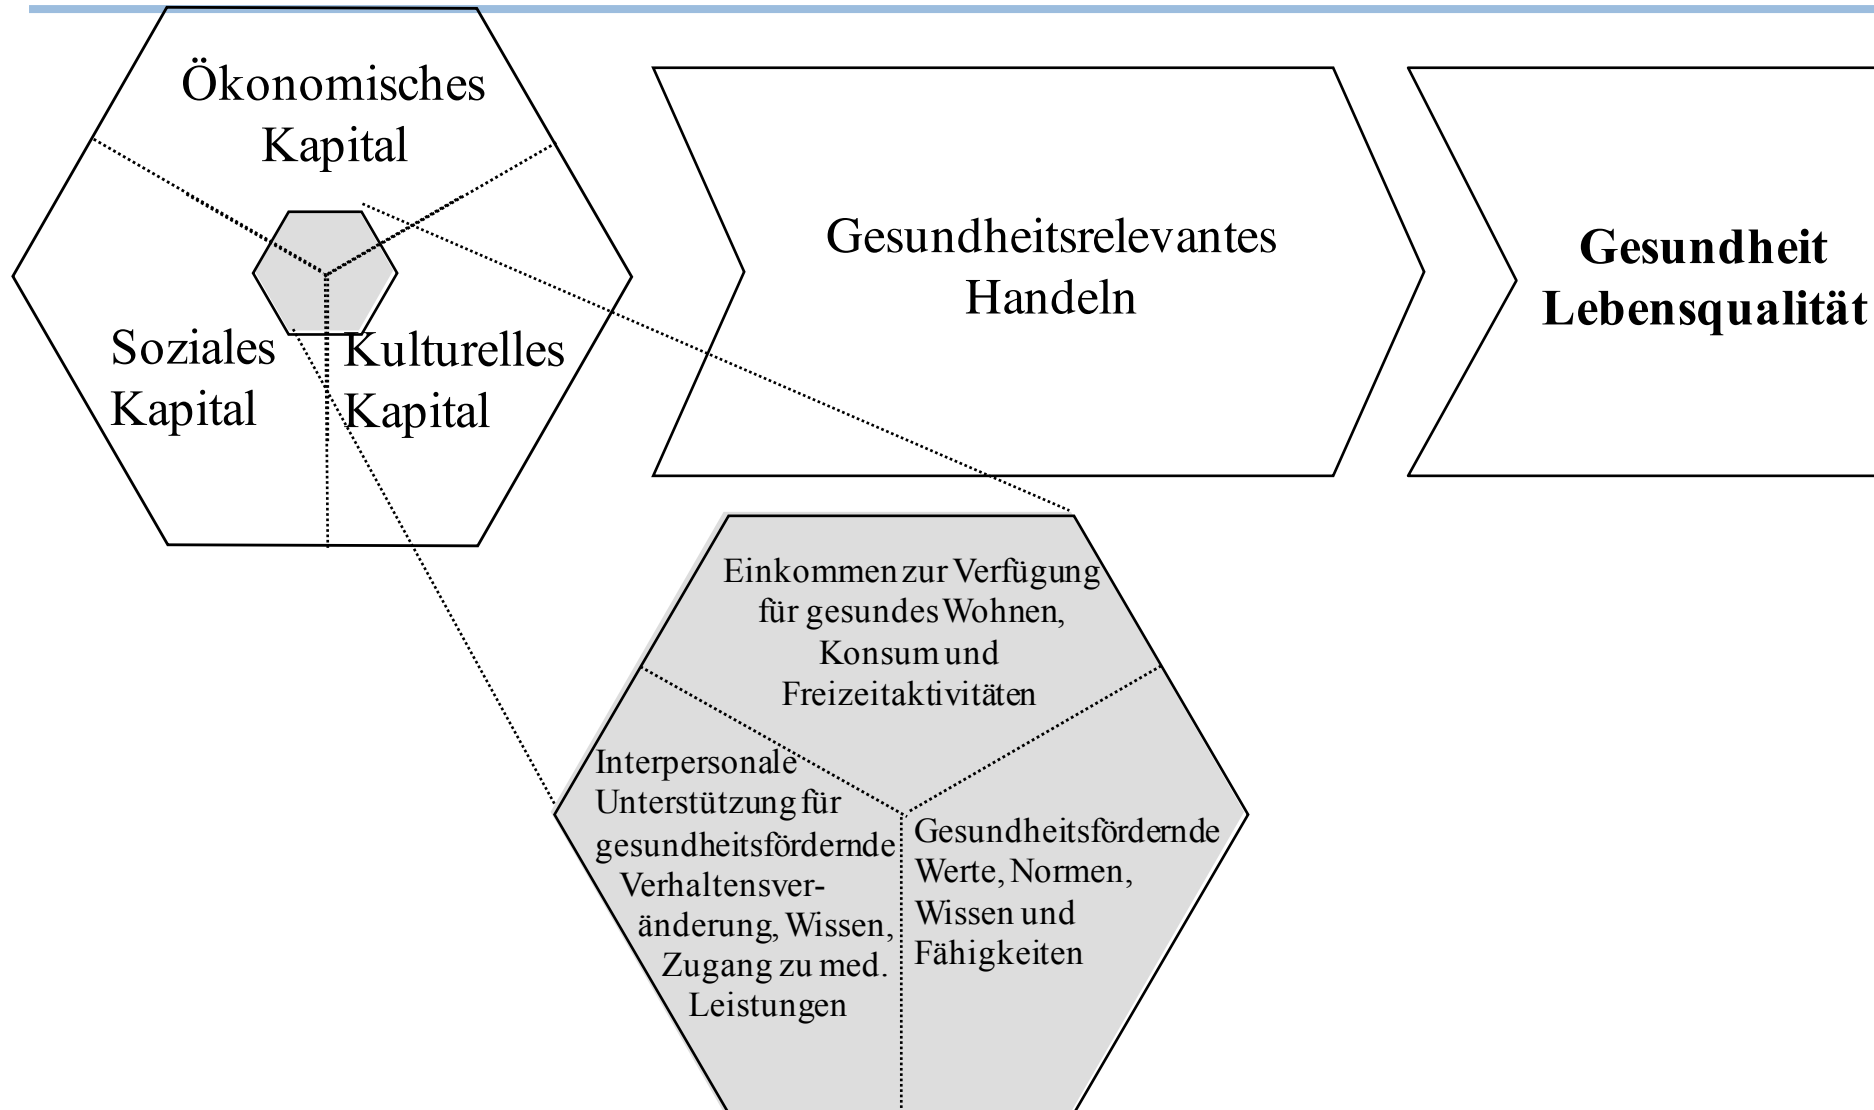 Ökonomisches
Kapital
Soziales
Kapital
Kulturelles
Kapital
Gesundheitsrelevantes
Handeln
Gesundheit
Lebensqualität
Einkommen zur Verfügung
für gesundes Wohnen,
Konsum und
Freizeitaktivitäten
Interpersonale
Unterstützung für
gesundheitsfördernde
Verhaltensver-
änderung, Wissen,
Zugang zu med.
Leistungen
Gesundheitsfördernde
Werte, Normen,
Wissen und
Fähigkeiten